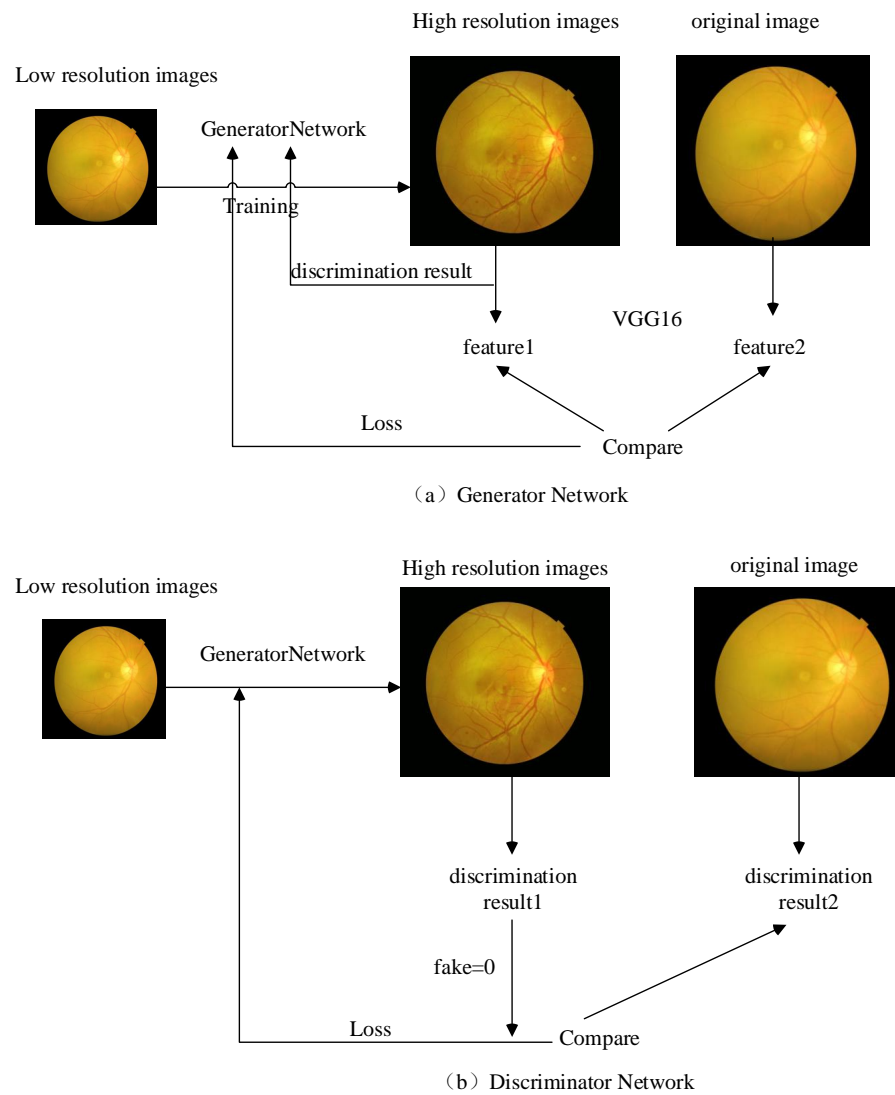 High resolution images
original image
Low resolution images
GeneratorNetwork
Training
discrimination result
VGG16
feature1
feature2
Loss
Compare
（a）Generator Network
High resolution images
original image
Low resolution images
GeneratorNetwork
discrimination
result1
discrimination
result2
fake=0
Loss
Compare
（b）Discriminator Network